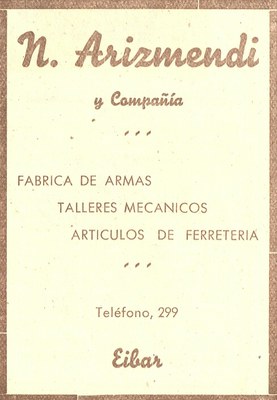 N. Arizmendi
y Compañía
FABRICA DE ARMAS
TALLERES MECANICOS
ARTICULOS DE FERRETERIA
Teléfono, 299
Eibar